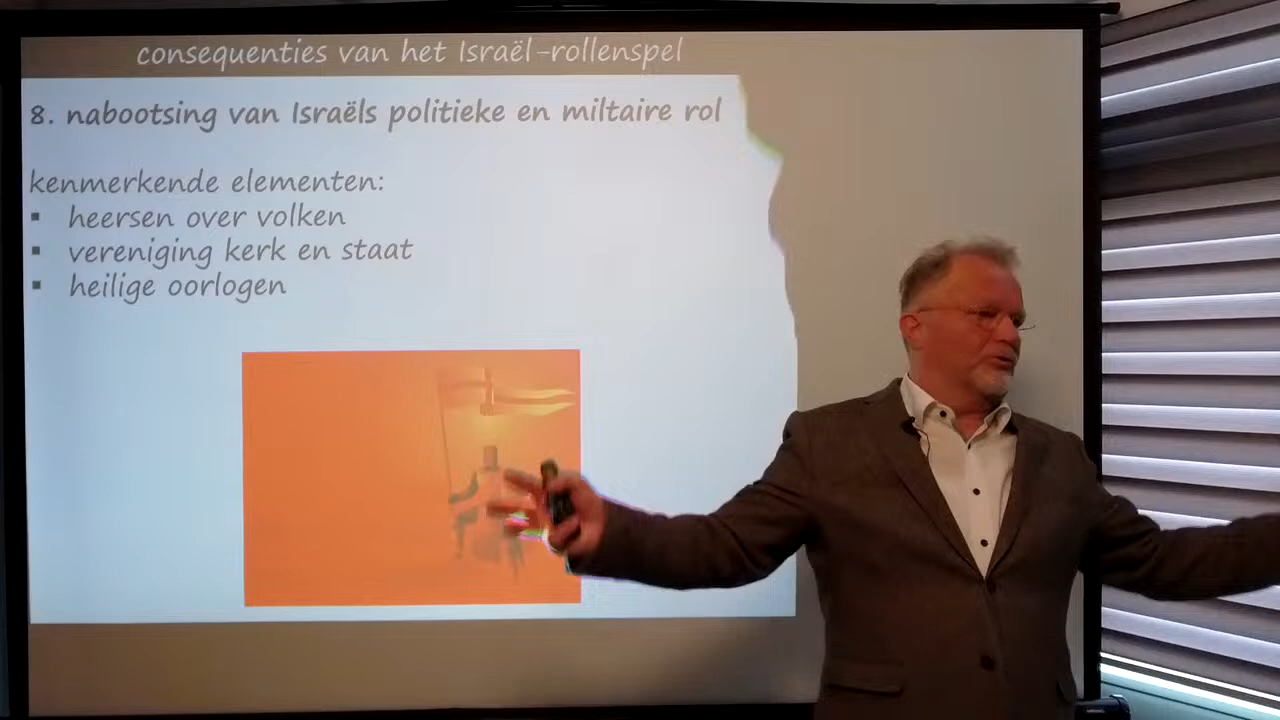 consequenties van het Israël-rollenspel
8. nabootsing van Israëls politieke en miltaire rol
kenmerkende elementen:
▪ heersen over volken
▪ vereniging kerk en staat
▪ heilige oorlogen